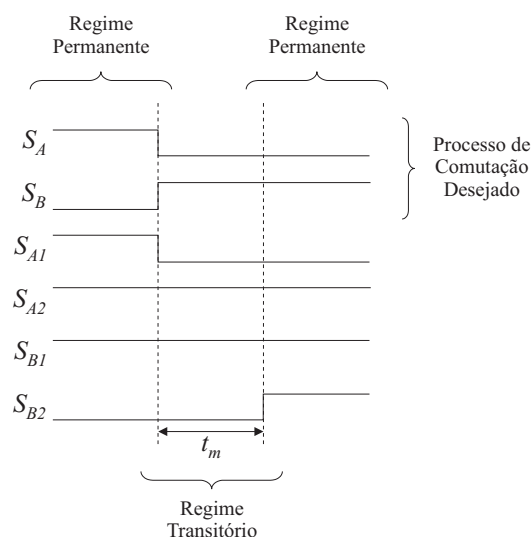 Regime
Permanente
Regime
Permanente
S_A
S_B
Processo de
Comutação
Desejado
S_A1
S_A2
S_B1
S_B2
t_m
Regime
Transitório